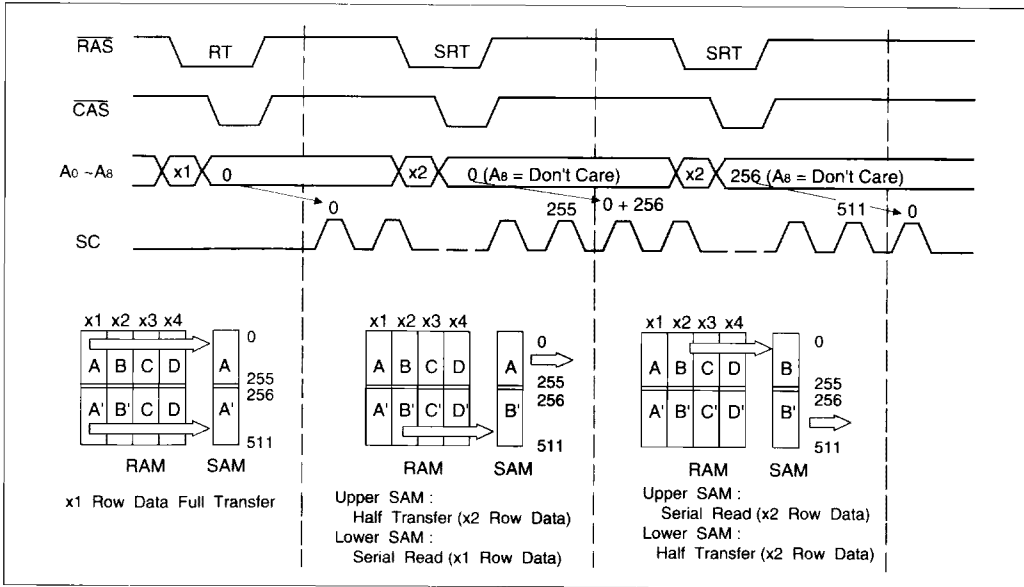 RAS RT SRT SRT
CAS
A0 ~A8 x1 0 x2 0 (A8 = Don't Care) x2 256 (A8 = Don't Care)
0 255 0 + 256 511 0
SC
x1 x2 x3 x4
0
A B C D A
255
256
A' B' C D A'
511
RAM SAM
x1 Row Data Full Transfer
x1 x2 x3 x4
0
A B C D A
255
256
A' B' C' D' B'
511
RAM SAM
Upper SAM :
Half Transfer (x2 Row Data)
Lower SAM :
Serial Read (x1 Row Data)
x1 x2 x3 x4
0
A B C D B
255
256
A' B' C' D' B'
511
RAM SAM
Upper SAM :
Serial Read (x2 Row Data)
Lower SAM :
Half Transfer (x2 Row Data)